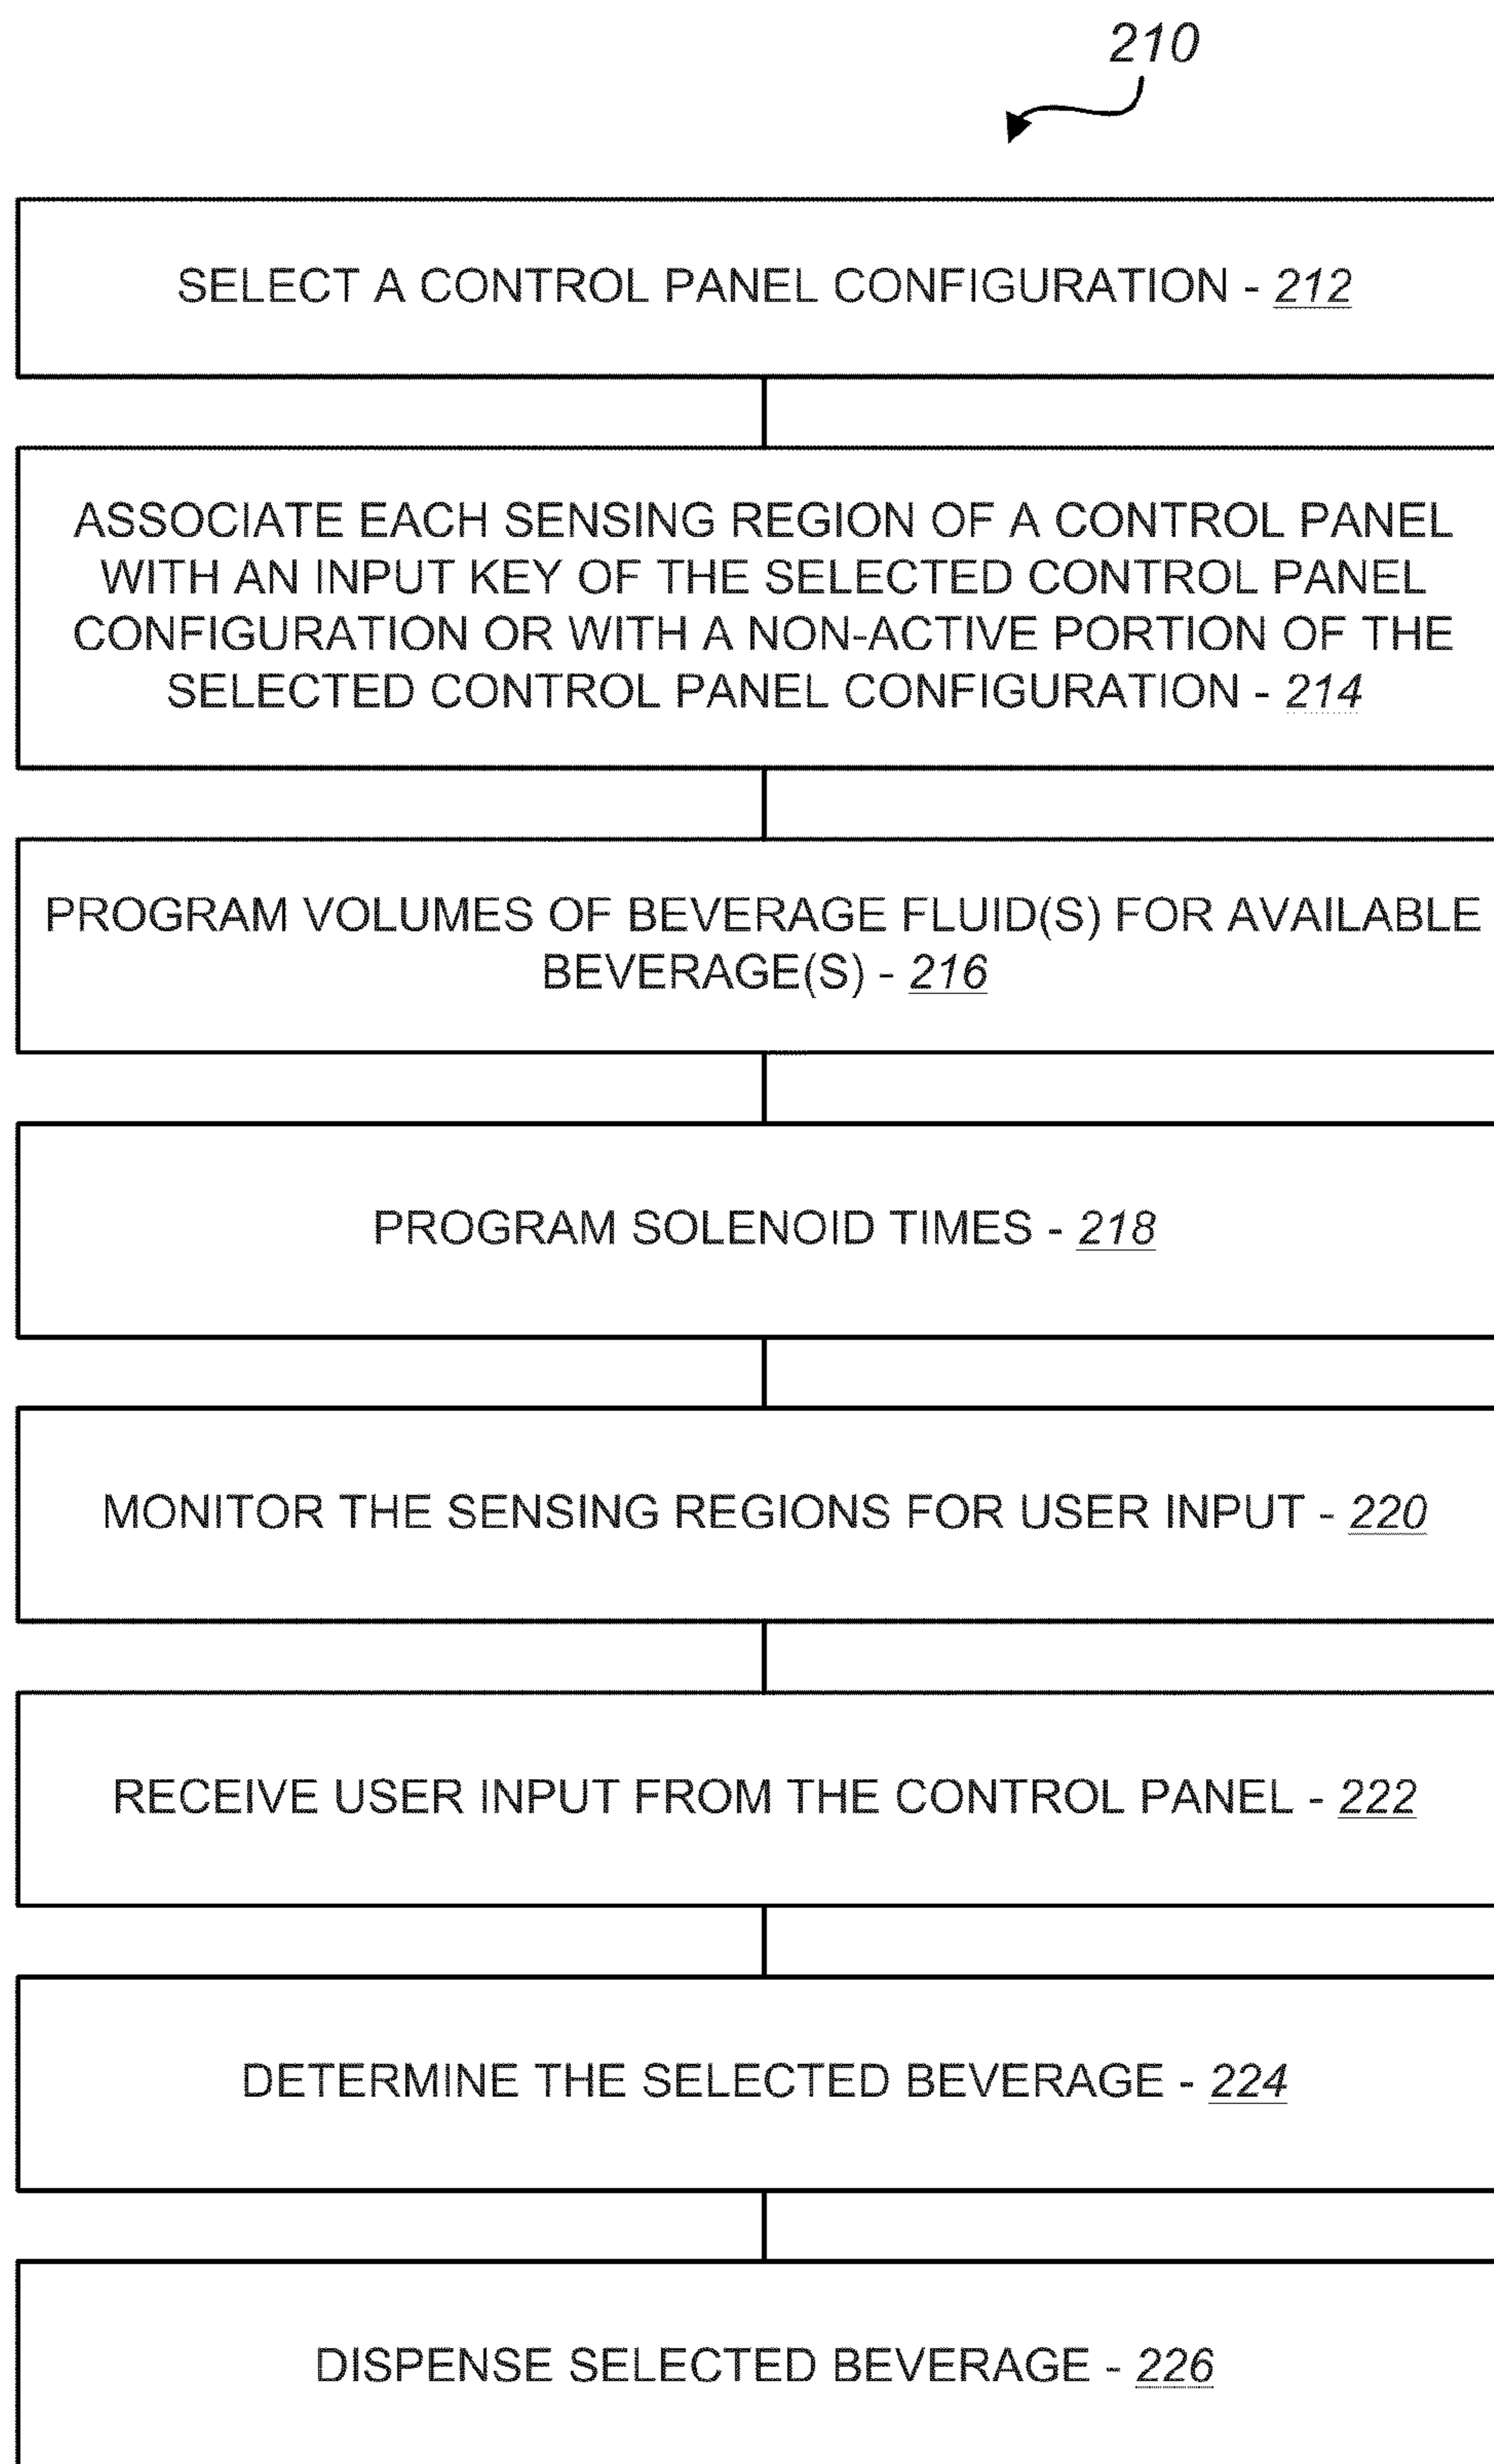 210
SELECT A CONTROL PANEL CONFIGURATION - 212
ASSOCIATE EACH SENSING REGION OF A CONTROL PANEL
WITH AN INPUT KEY OF THE SELECTED CONTROL PANEL
CONFIGURATION OR WITH A NON-ACTIVE PORTION OF THE
SELECTED CONTROL PANEL CONFIGURATION - 214
PROGRAM VOLUMES OF BEVERAGE FLUID(S) FOR AVAILABLE
BEVERAGE(S) - 216
PROGRAM SOLENOID TIMES - 218
MONITOR THE SENSING REGIONS FOR USER INPUT - 220
RECEIVE USER INPUT FROM THE CONTROL PANEL - 222
DETERMINE THE SELECTED BEVERAGE - 224
DISPENSE SELECTED BEVERAGE - 226